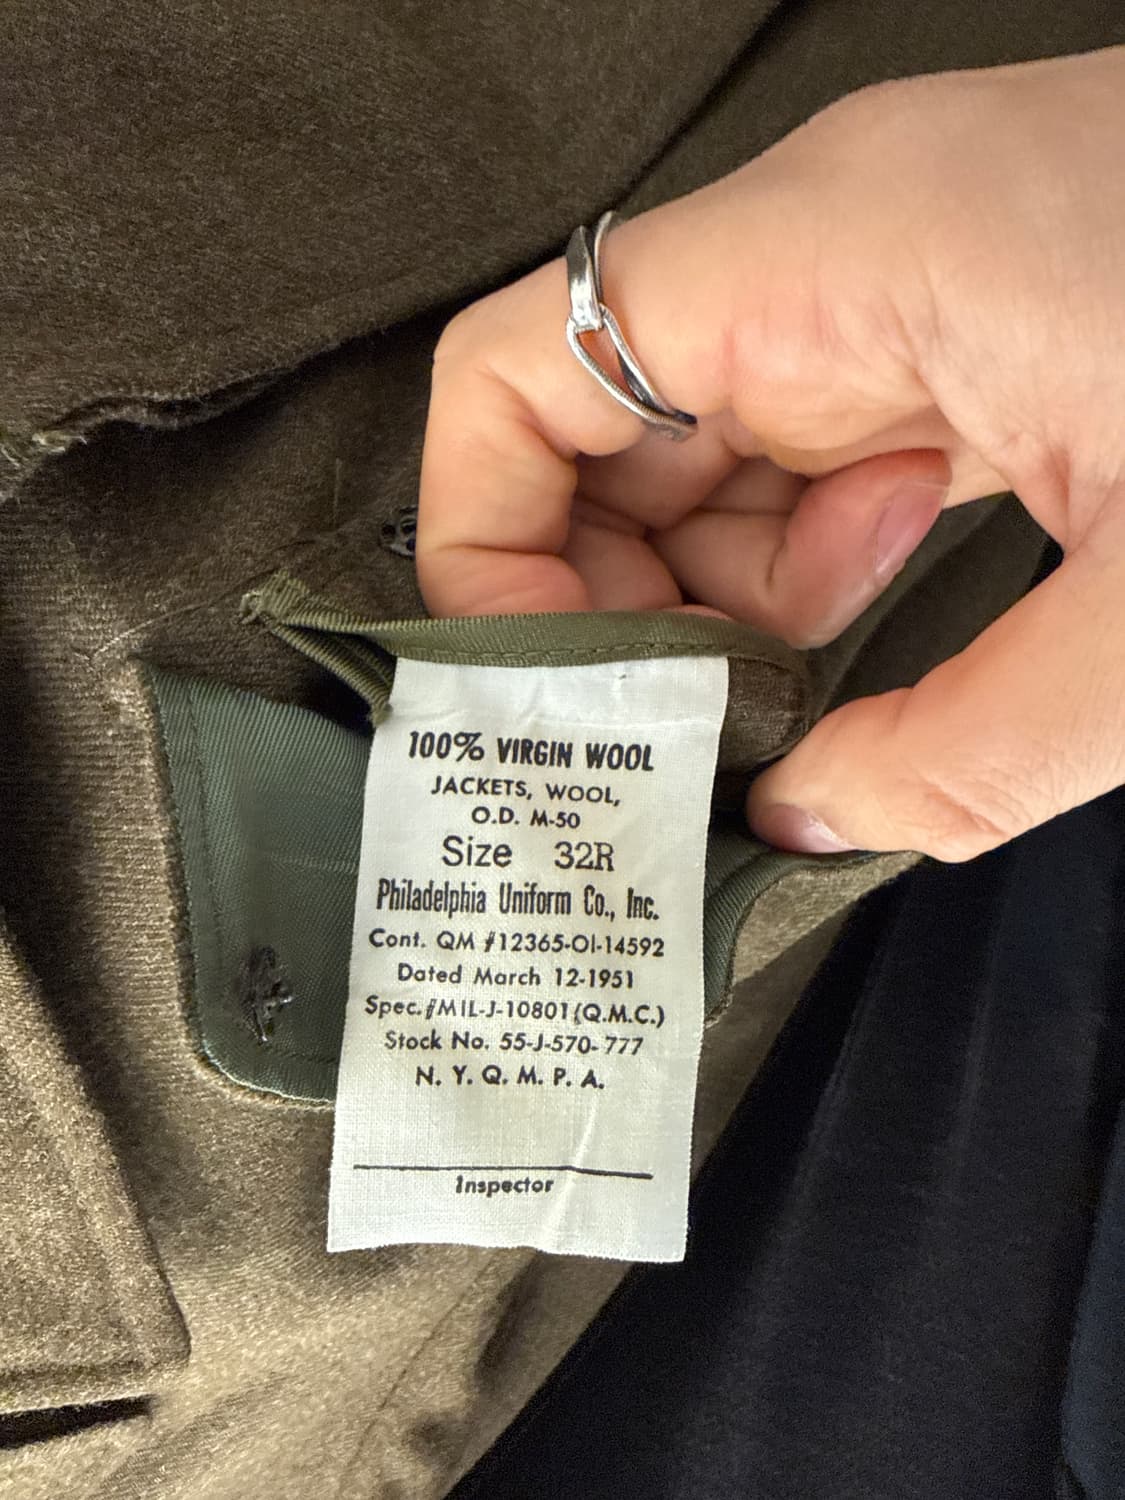 100% VIRGIN WOOL
JACKETS, WOOL,
O.D. M-50
Size 32R
Philadelphia Uniform Co., Inc.
Cont. QM #12365-OI-14592
Dated March 12-1951
Spec.#MIL-J-10801(Q.M.C.)
Stock No. 55-J-570-777
N. Y. Q. M. P. A.
Inspector